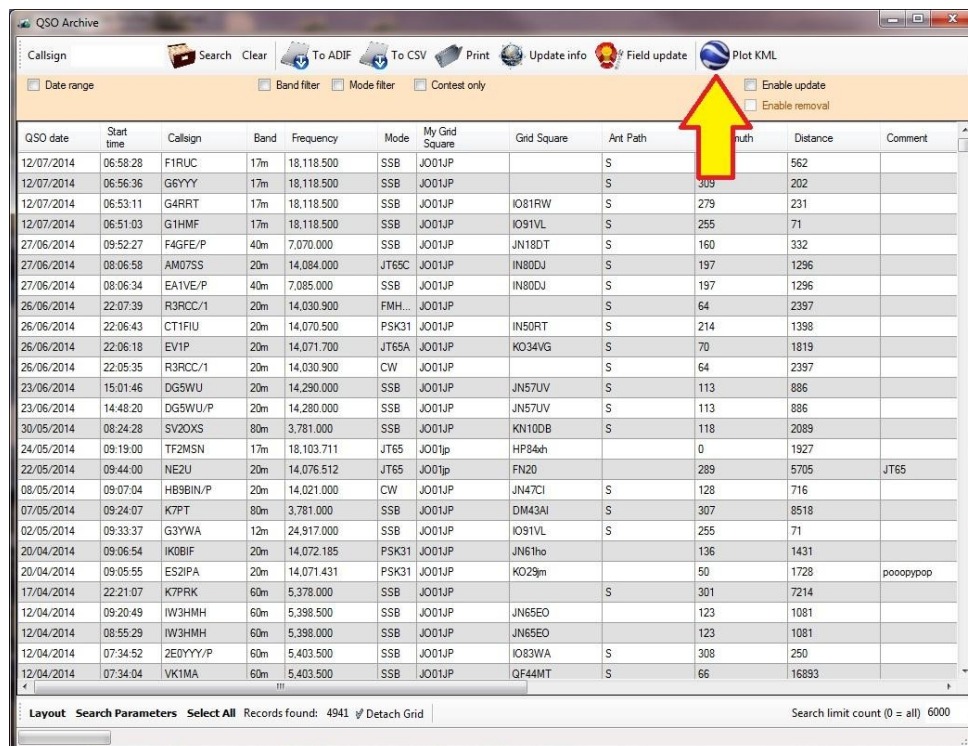 QSO Archive
Callsign Search Clear To ADIF To CSV Print Update info Field update Plot KML
Date range Band filter Mode filter Contest only Enable update
Enable removal
QSO date Start time Callsign Band Frequency Mode My Grid Square Grid Square Ant Path Distance Comment
12/07/2014 06:58:28 F1RUC 17m 18,118.500 SSB JO01JP S 562
12/07/2014 06:56:36 G6YYY 17m 18,118.500 SSB JO01JP S 309 202
12/07/2014 06:53:11 G4RRT 17m 18,118.500 SSB JO01JP IO81RW S 279 231
12/07/2014 06:51:03 G1HMF 17m 18,118.500 SSB JO01JP IO91VL S 255 71
27/06/2014 09:52:27 F4GFE/P 40m 7,070.000 SSB JO01JP JN18DT S 160 332
27/06/2014 08:06:58 AM07SS 20m 14,084.000 JT65C JO01JP IN80DJ S 197 1296
27/06/2014 08:06:34 EA1VE/P 40m 7,085.000 SSB JO01JP IN80DJ S 197 1296
26/06/2014 22:07:39 R3RCC/1 20m 14,030.900 FMH... JO01JP S 64 2397
26/06/2014 22:06:43 CT1FIU 20m 14,070.500 PSK31 JO01JP IN50RT S 214 1398
26/06/2014 22:06:18 EV1P 20m 14,071.700 JT65A JO01JP KO34VG S 70 1819
26/06/2014 22:05:35 R3RCC/1 20m 14,030.900 CW JO01JP S 64 2397
23/06/2014 15:01:46 DG5WU 20m 14,290.000 SSB JO01JP JN57UV S 113 886
23/06/2014 14:48:20 DG5WU/P 20m 14,280.000 SSB JO01JP JN57UV S 113 886
30/05/2014 08:24:28 SV2OXS 80m 3,781.000 SSB JO01JP KN10DB S 118 2089
24/05/2014 09:19:00 TF2MSN 17m 18,103.711 JT65 JO01jp HP84xh 0 1927
22/05/2014 09:44:00 NE2U 20m 14,076.512 JT65 JO01jp FN20 289 5705 JT65
08/05/2014 09:07:04 HB9BIN/P 20m 14,021.000 CW JO01JP JN47CI S 128 716
07/05/2014 09:24:07 K7PT 80m 3,781.000 SSB JO01JP DM43AI S 307 8518
02/05/2014 09:33:37 G3YWA 12m 24,917.000 SSB JO01JP IO91VL S 255 71
20/04/2014 09:06:54 IK0BIF 20m 14,072.185 PSK31 JO01JP JN61ho 136 1431
20/04/2014 09:05:55 ES2IPA 20m 14,071.431 PSK31 JO01JP KO29jm 50 1728 pooopypop
17/04/2014 22:21:07 K7PRK 60m 5,378.000 SSB JO01JP S 301 7214
12/04/2014 09:20:49 IW3HMH 60m 5,398.500 SSB JO01JP JN65EO 123 1081
12/04/2014 08:55:29 IW3HMH 60m 5,398.000 SSB JO01JP JN65EO 123 1081
12/04/2014 07:34:52 2E0YYY/P 60m 5,403.500 SSB JO01JP IO83WA S 308 250
12/04/2014 07:34:04 VK1MA 60m 5,403.500 SSB JO01JP QF44MT S 66 16893
Layout Search Parameters Select All Records found: 4941 Detach Grid Search limit count (0 = all) 6000